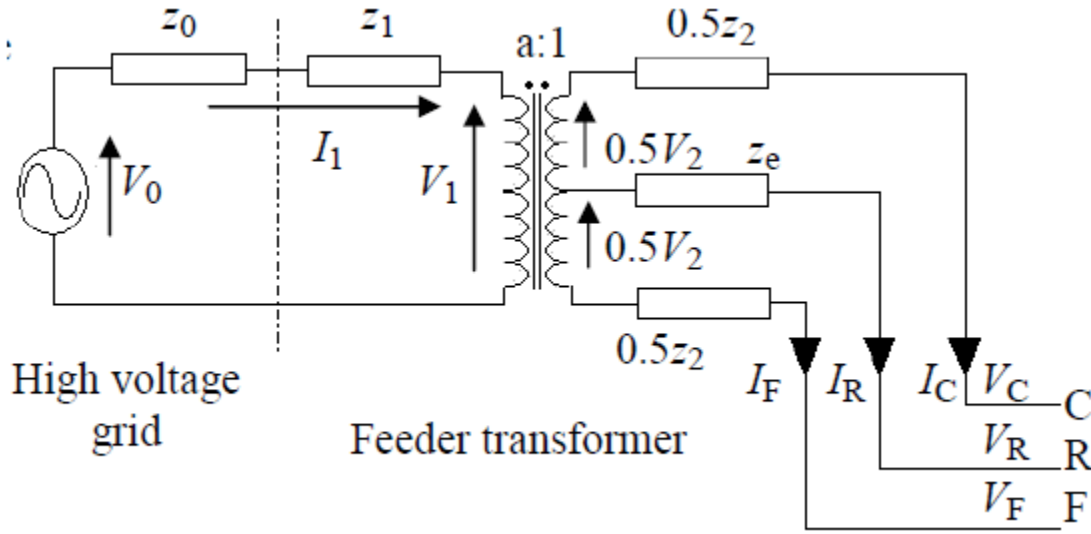 z0 z1 a:1 0.5z2
I1 V1 0.5V2 ze
V0
0.5V2
0.5z2
High voltage
grid
Feeder transformer
IF IR IC VC C
VR R
VF F